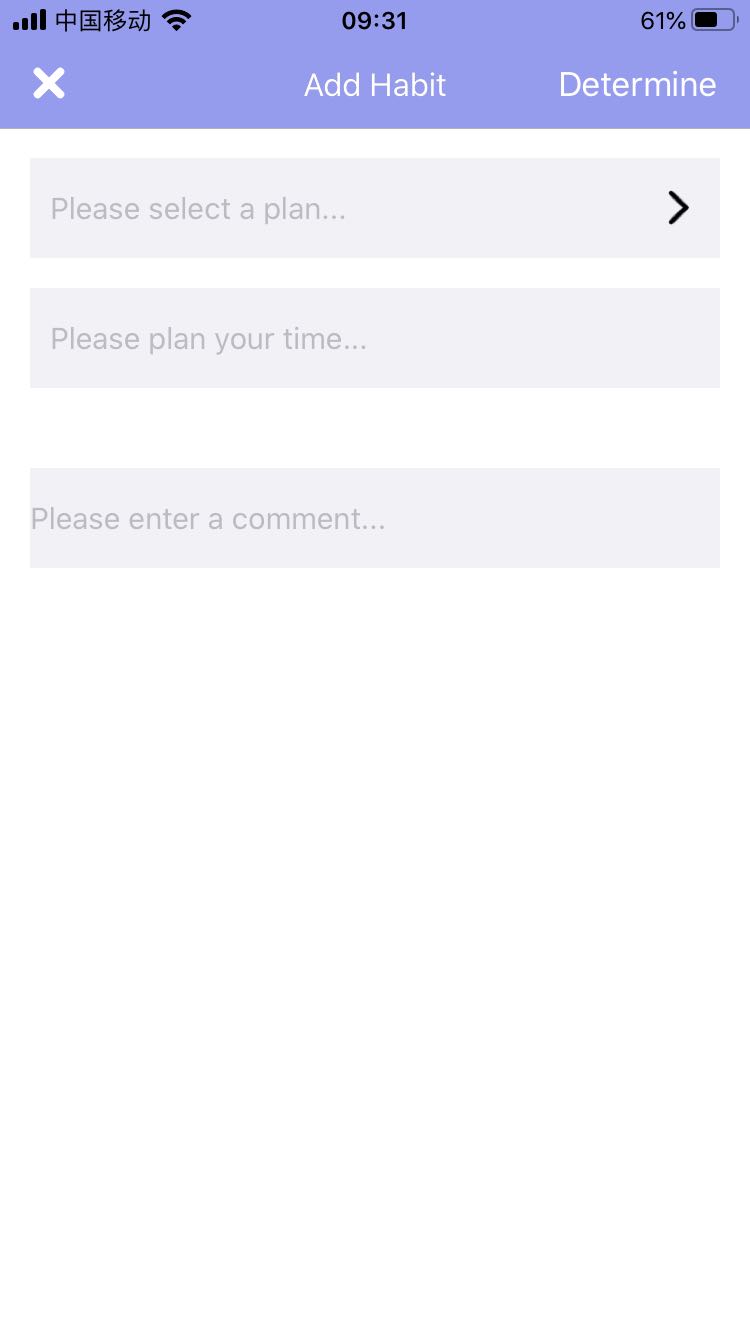 中国移动 09:31 61%
Add Habit Determine
Please select a plan...
Please plan your time...
Please enter a comment...